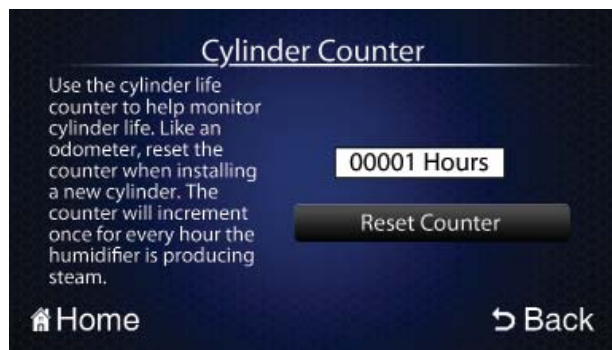 Cylinder Counter
Use the cylinder life
counter to help monitor
cylinder life. Like an
odometer, reset the
counter when installing
a new cylinder. The
counter will increment
once for every hour the
humidifier is producing
steam.
00001 Hours
Reset Counter
Home
Back